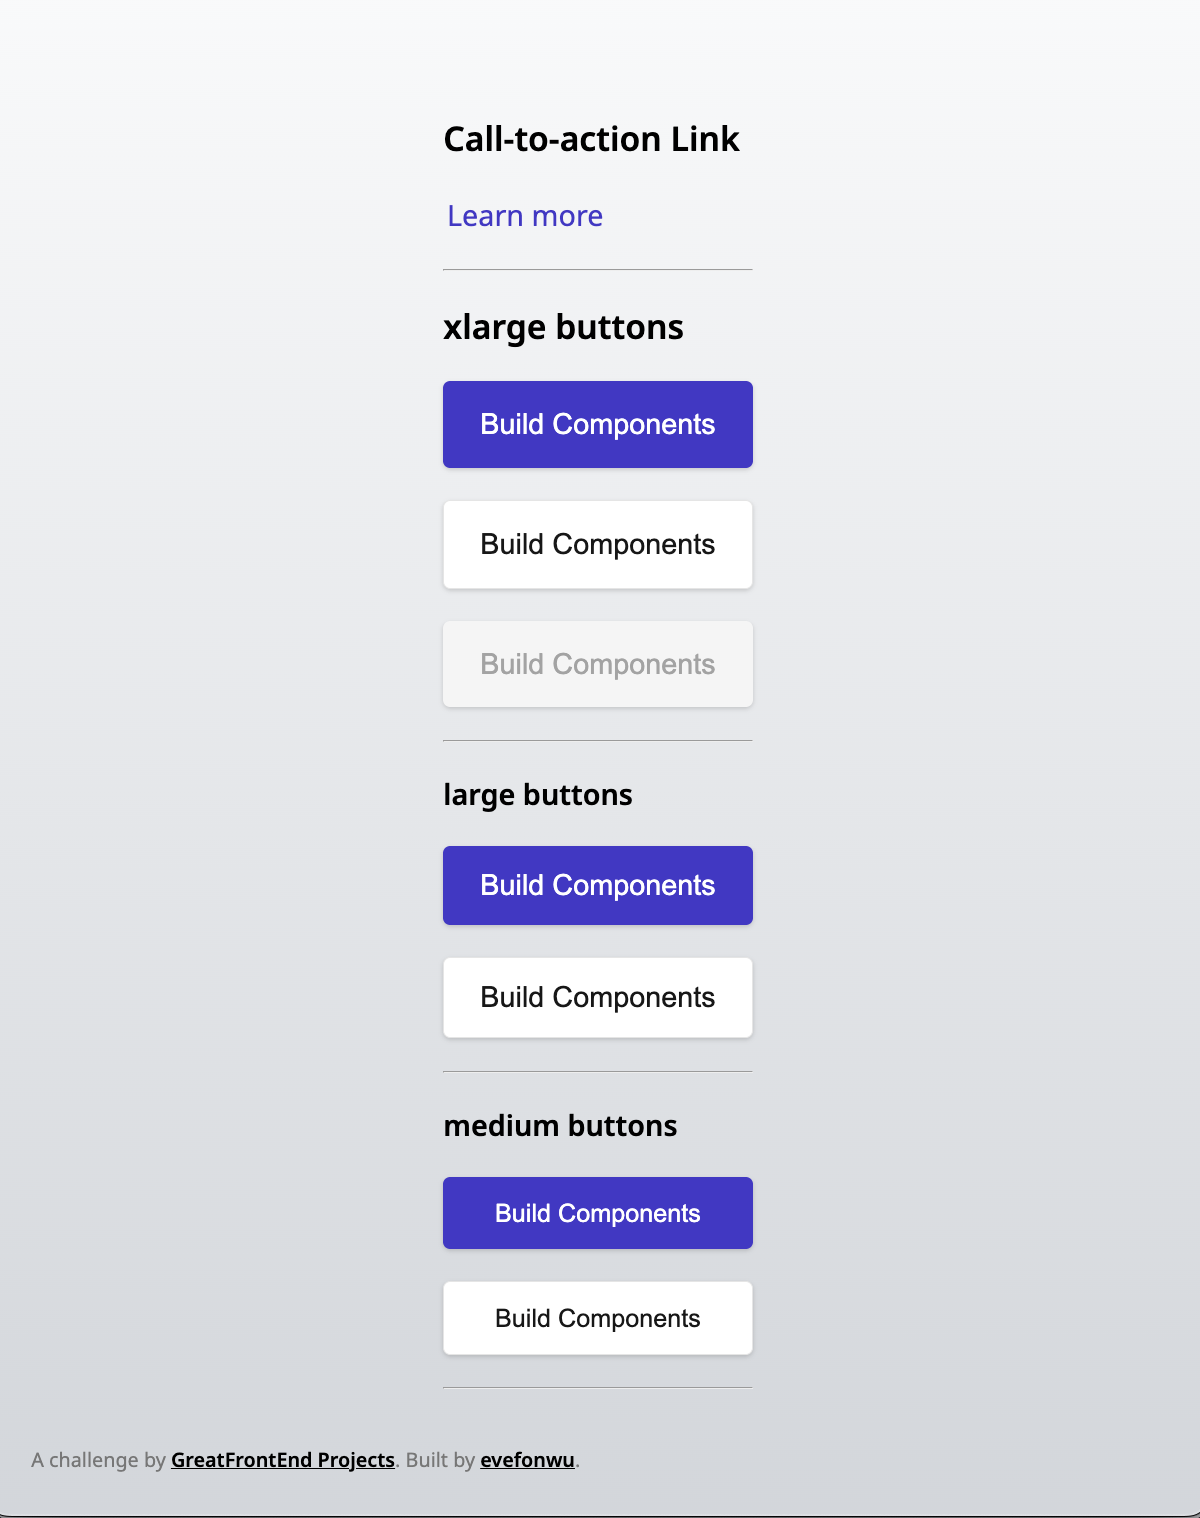 Call-to-action Link
Learn more
xlarge buttons
Build Components
Build Components
Build Components
large buttons
Build Components
Build Components
medium buttons
Build Components
Build Components
A challenge by GreatFrontEnd Projects. Built by evefonwu.